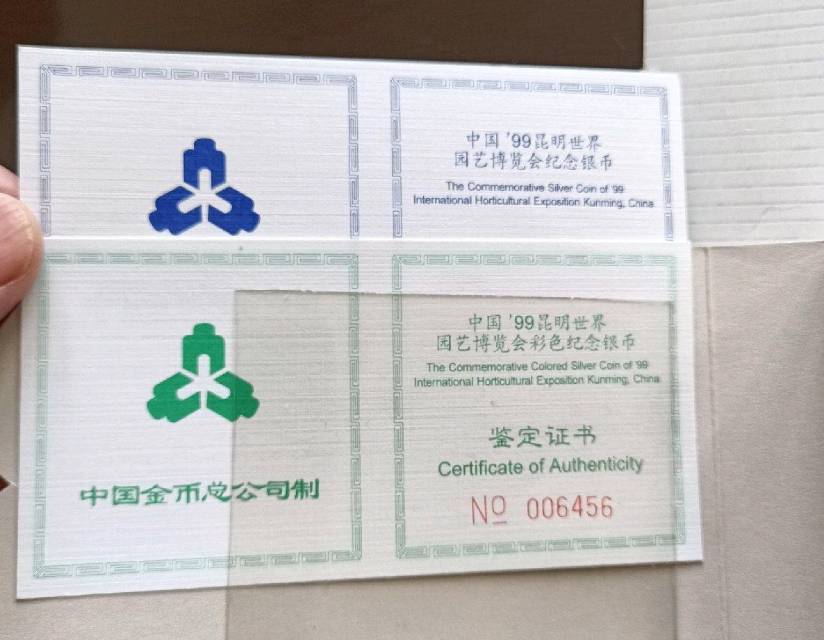 中国 '99昆明世界
园艺博览会纪念银币
The Commemorative Silver Coin of '99
International Horticultural Exposition Kunming, China
中国 '99昆明世界
园艺博览会彩色纪念银币
The Commemorative Colored Silver Coin of '99
International Horticultural Exposition Kunming, China
鉴定证书
Certificate of Authenticity
中国金币总公司制
№ 006456